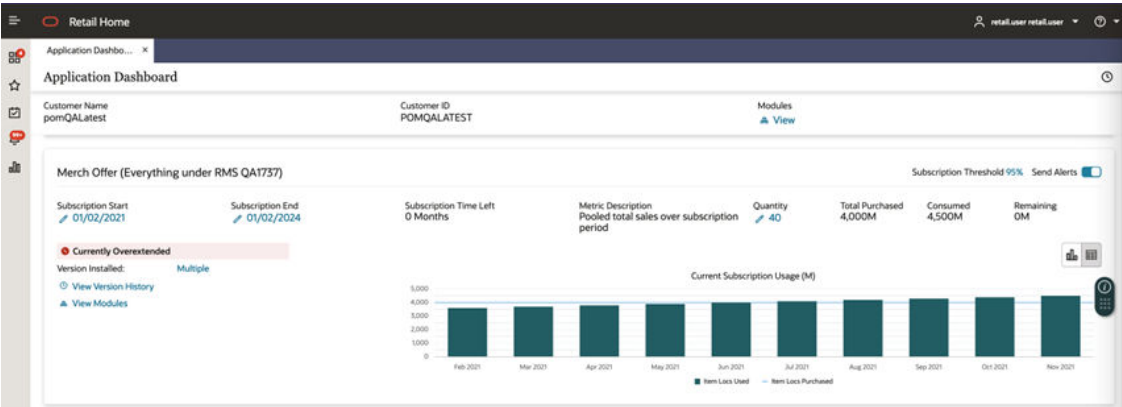 Retail Home
retail.user retail.user
Application Dashbo... ×
Application Dashboard
Customer Name
pomQALatest
Customer ID
POMQALATEST
Modules
View
99+
Merch Offer (Everything under RMS QA1737)
Subscription Threshold 95% Send Alerts
Subscription Start
01/02/2021
Subscription End
01/02/2024
Subscription Time Left
0 Months
Metric Description
Pooled total sales over subscription
period
Quantity
40
Total Purchased
4,000M
Consumed
4,500M
Remaining
0M
Currently Overextended
Version Installed: Multiple
View Version History
View Modules
Current Subscription Usage (M)
5,000
4,000
3,000
2,000
1,000
0
Feb 2021 Mar 2021 Apr 2021 May 2021 Jun 2021 Jul 2021 Aug 2021 Sep 2021 Oct 2021 Nov 2021
Item Locs Used Item Locs Purchased